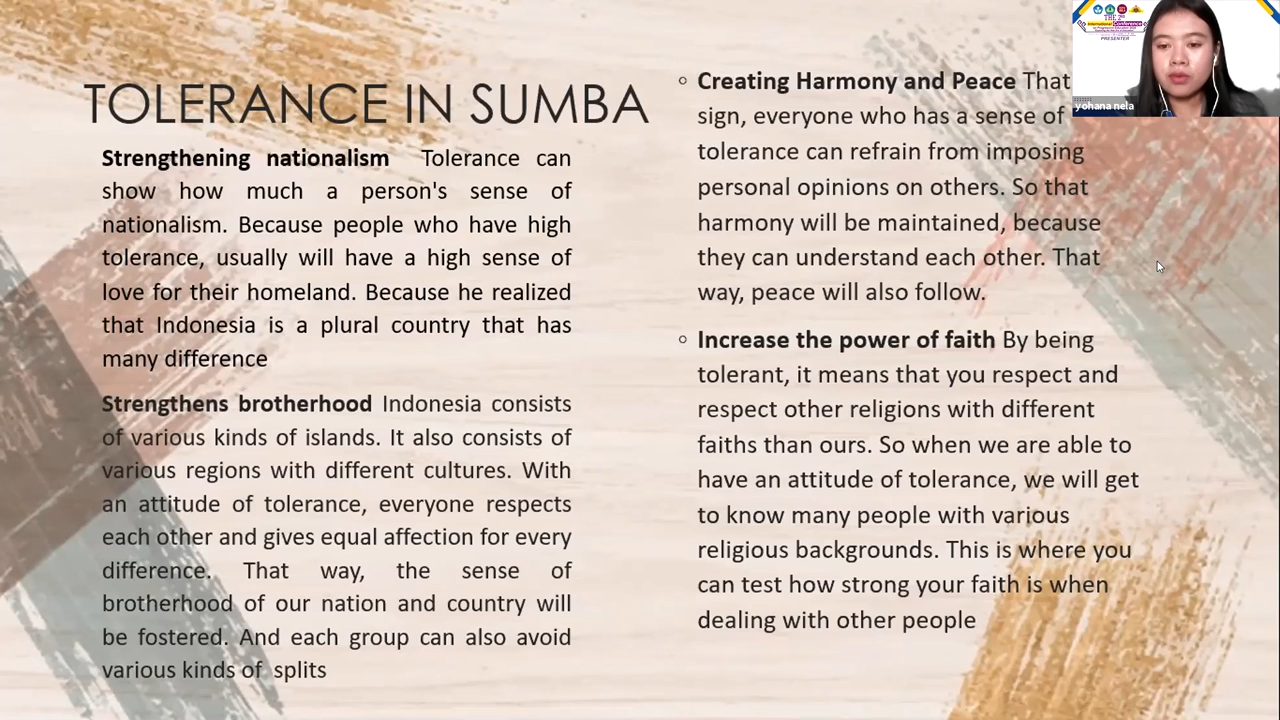 TOLERANCE IN SUMBA
Strengthening nationalism Tolerance can
show how much a person's sense of
nationalism. Because people who have high
tolerance, usually will have a high sense of
love for their homeland. Because he realized
that Indonesia is a plural country that has
many difference
Strengthens brotherhood Indonesia consists
of various kinds of islands. It also consists of
various regions with different cultures. With
an attitude of tolerance, everyone respects
each other and gives equal affection for every
difference. That way, the sense of
brotherhood of our nation and country will
be fostered. And each group can also avoid
various kinds of splits
Creating Harmony and Peace That
sign, everyone who has a sense of
tolerance can refrain from imposing
personal opinions on others. So that
harmony will be maintained, because
they can understand each other. That
way, peace will also follow.
Increase the power of faith By being
tolerant, it means that you respect and
respect other religions with different
faiths than ours. So when we are able to
have an attitude of tolerance, we will get
to know many people with various
religious backgrounds. This is where you
can test how strong your faith is when
dealing with other people
THE 2nd
International Conference
PRESENTER
yohana nela